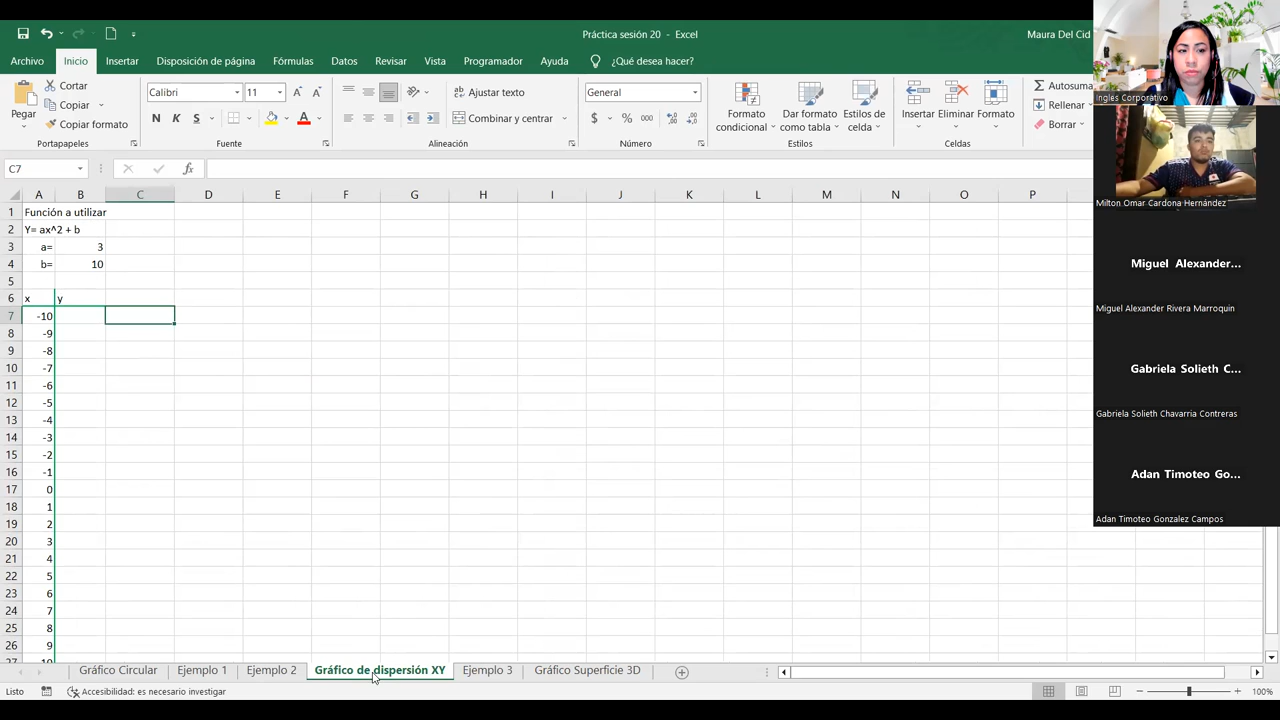 Práctica sesión 20 - Excel
Maura Del Cid
Archivo
Inicio
Insertar
Disposición de página
Fórmulas
Datos
Revisar
Vista
Programador
Ayuda
¿Qué desea hacer?
Pegar
Cortar
Copiar
Copiar formato
Portapapeles
Calibri
11
N
K
S
Fuente
Ajustar texto
Combinar y centrar
Alineación
General
$
%
000
Número
Formato condicional
Dar formato como tabla
Estilos de celda
Estilos
Insertar
Eliminar
Formato
Celdas
Autosuma
Rellenar
Borrar
Ingles Corporativo
Milton Omar Cardona Hernández
Miguel Alexander...
Miguel Alexander Rivera Marroquin
Gabriela Solieth C...
Gabriela Solieth Chavarria Contreras
Adan Timoteo Go...
Adan Timoteo Gonzalez Campos
C7
fx
A B C D E F G H I J K L M N O P
1 Función a utilizar
2 Y= ax^2 + b
3 a= 3
4 b= 10
5
6 x y
7 -10
8 -9
9 -8
10 -7
11 -6
12 -5
13 -4
14 -3
15 -2
16 -1
17 0
18 1
19 2
20 3
21 4
22 5
23 6
24 7
25 8
26 9
27 10
Gráfico Circular
Ejemplo 1
Ejemplo 2
Gráfico de dispersión XY
Ejemplo 3
Gráfico Superficie 3D
Listo
Accesibilidad: es necesario investigar
100%